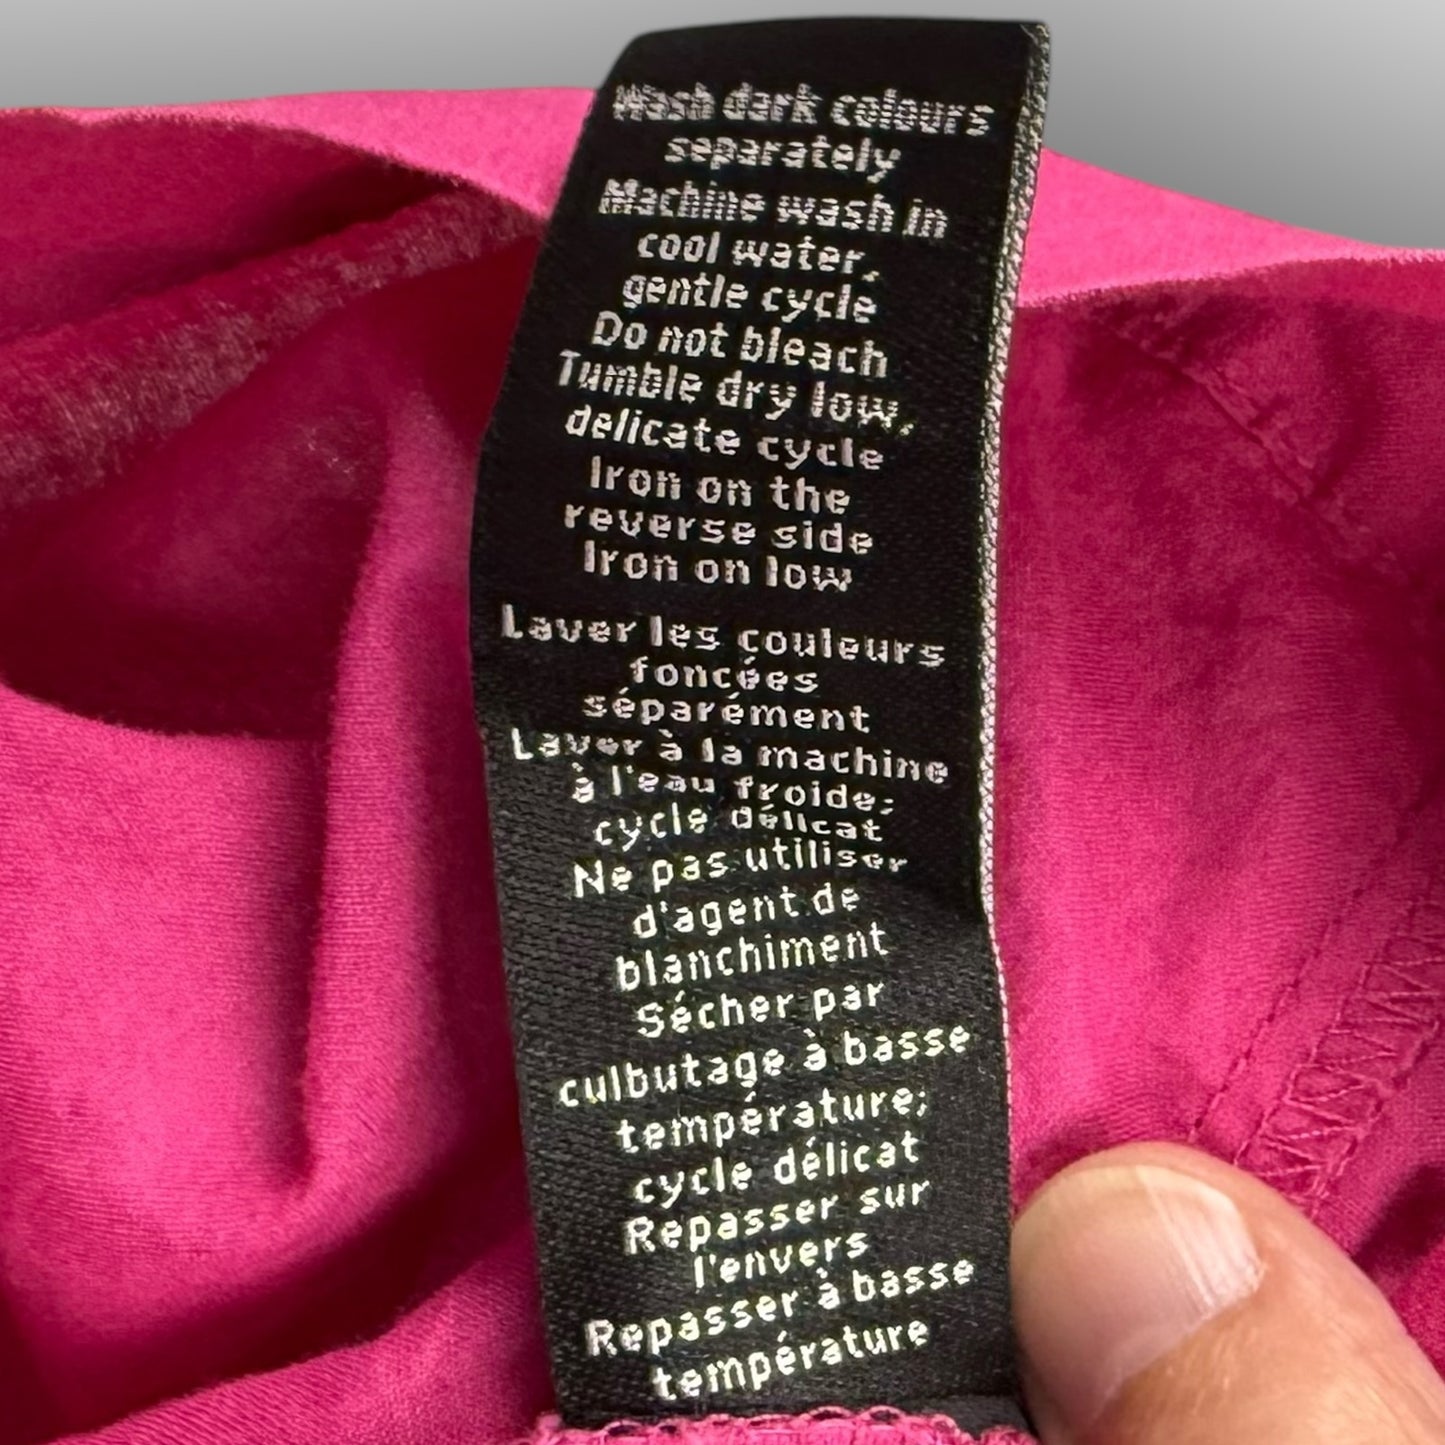 Wash dark colours
separately
Machine wash in
cool water,
gentle cycle
Do not bleach
Tumble dry low,
delicate cycle
Iron on the
reverse side
Iron on low
Laver les couleurs
foncées
séparément
Laver à la machine
à l'eau froide;
cycle délicat
Ne pas utiliser
d'agent de
blanchiment
Sécher par
culbutage à basse
température;
cycle délicat
Repasser sur
l'envers
Repasser à basse
température